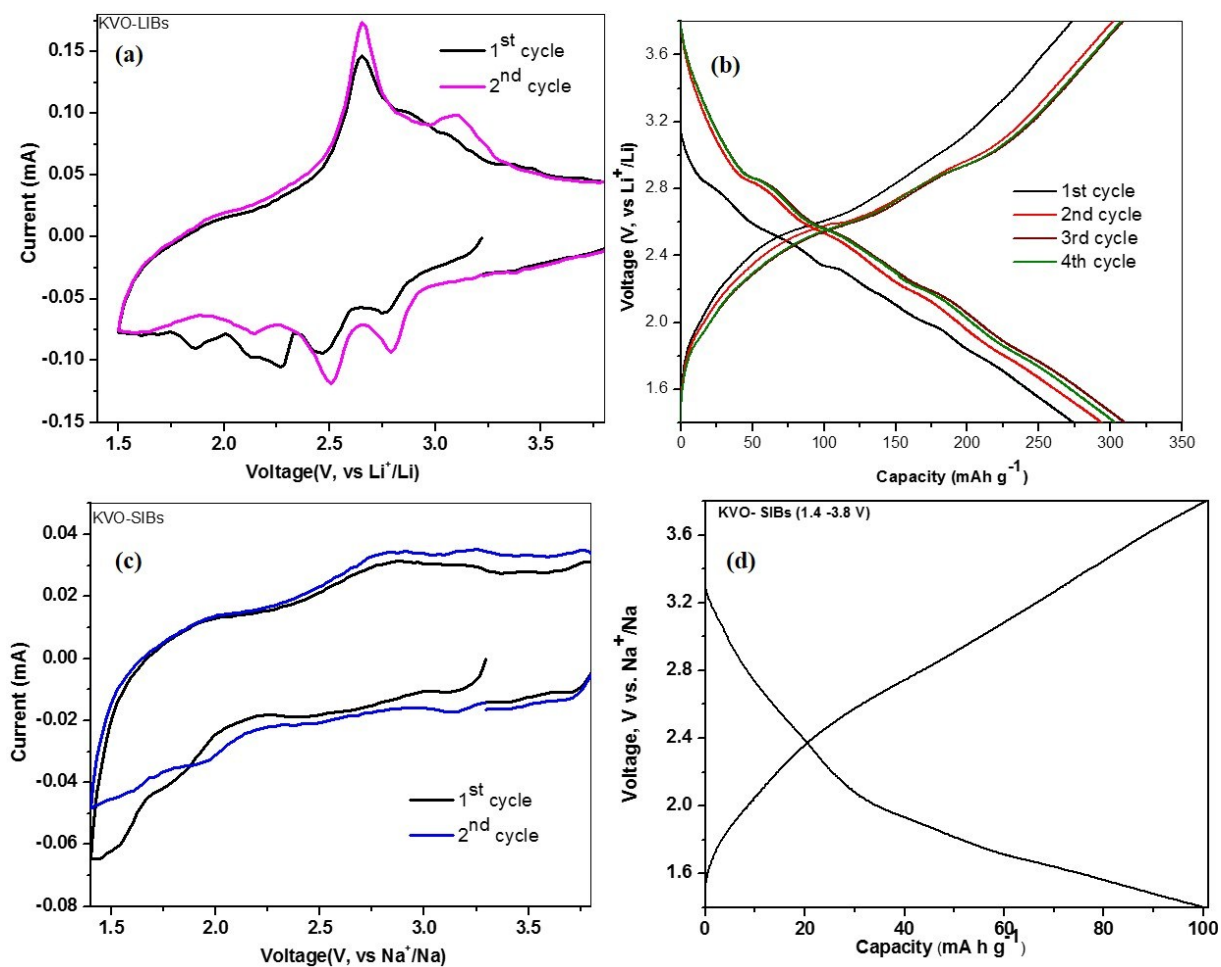 KVO-LIBs
(a)
1st cycle
2nd cycle
0.15
0.10
0.05
0.00
-0.05
-0.10
-0.15
Current (mA)
1.5 2.0 2.5 3.0 3.5
Voltage(V, vs Li+/Li)
(b)
3.6
3.2
2.8
2.4
2.0
1.6
Voltage (V, vs Li+/Li)
1st cycle
2nd cycle
3rd cycle
4th cycle
0 50 100 150 200 250 300 350
Capacity (mAh g-1)
KVO-SIBs
(c)
0.04
0.02
0.00
-0.02
-0.04
-0.06
-0.08
Current (mA)
1st cycle
2nd cycle
1.5 2.0 2.5 3.0 3.5
Voltage(V, vs Na+/Na)
KVO- SIBs (1.4 -3.8 V)
(d)
3.6
3.2
2.8
2.4
2.0
1.6
Voltage, V vs. Na+/Na
0 20 40 60 80 100
Capacity (mA h g-1)